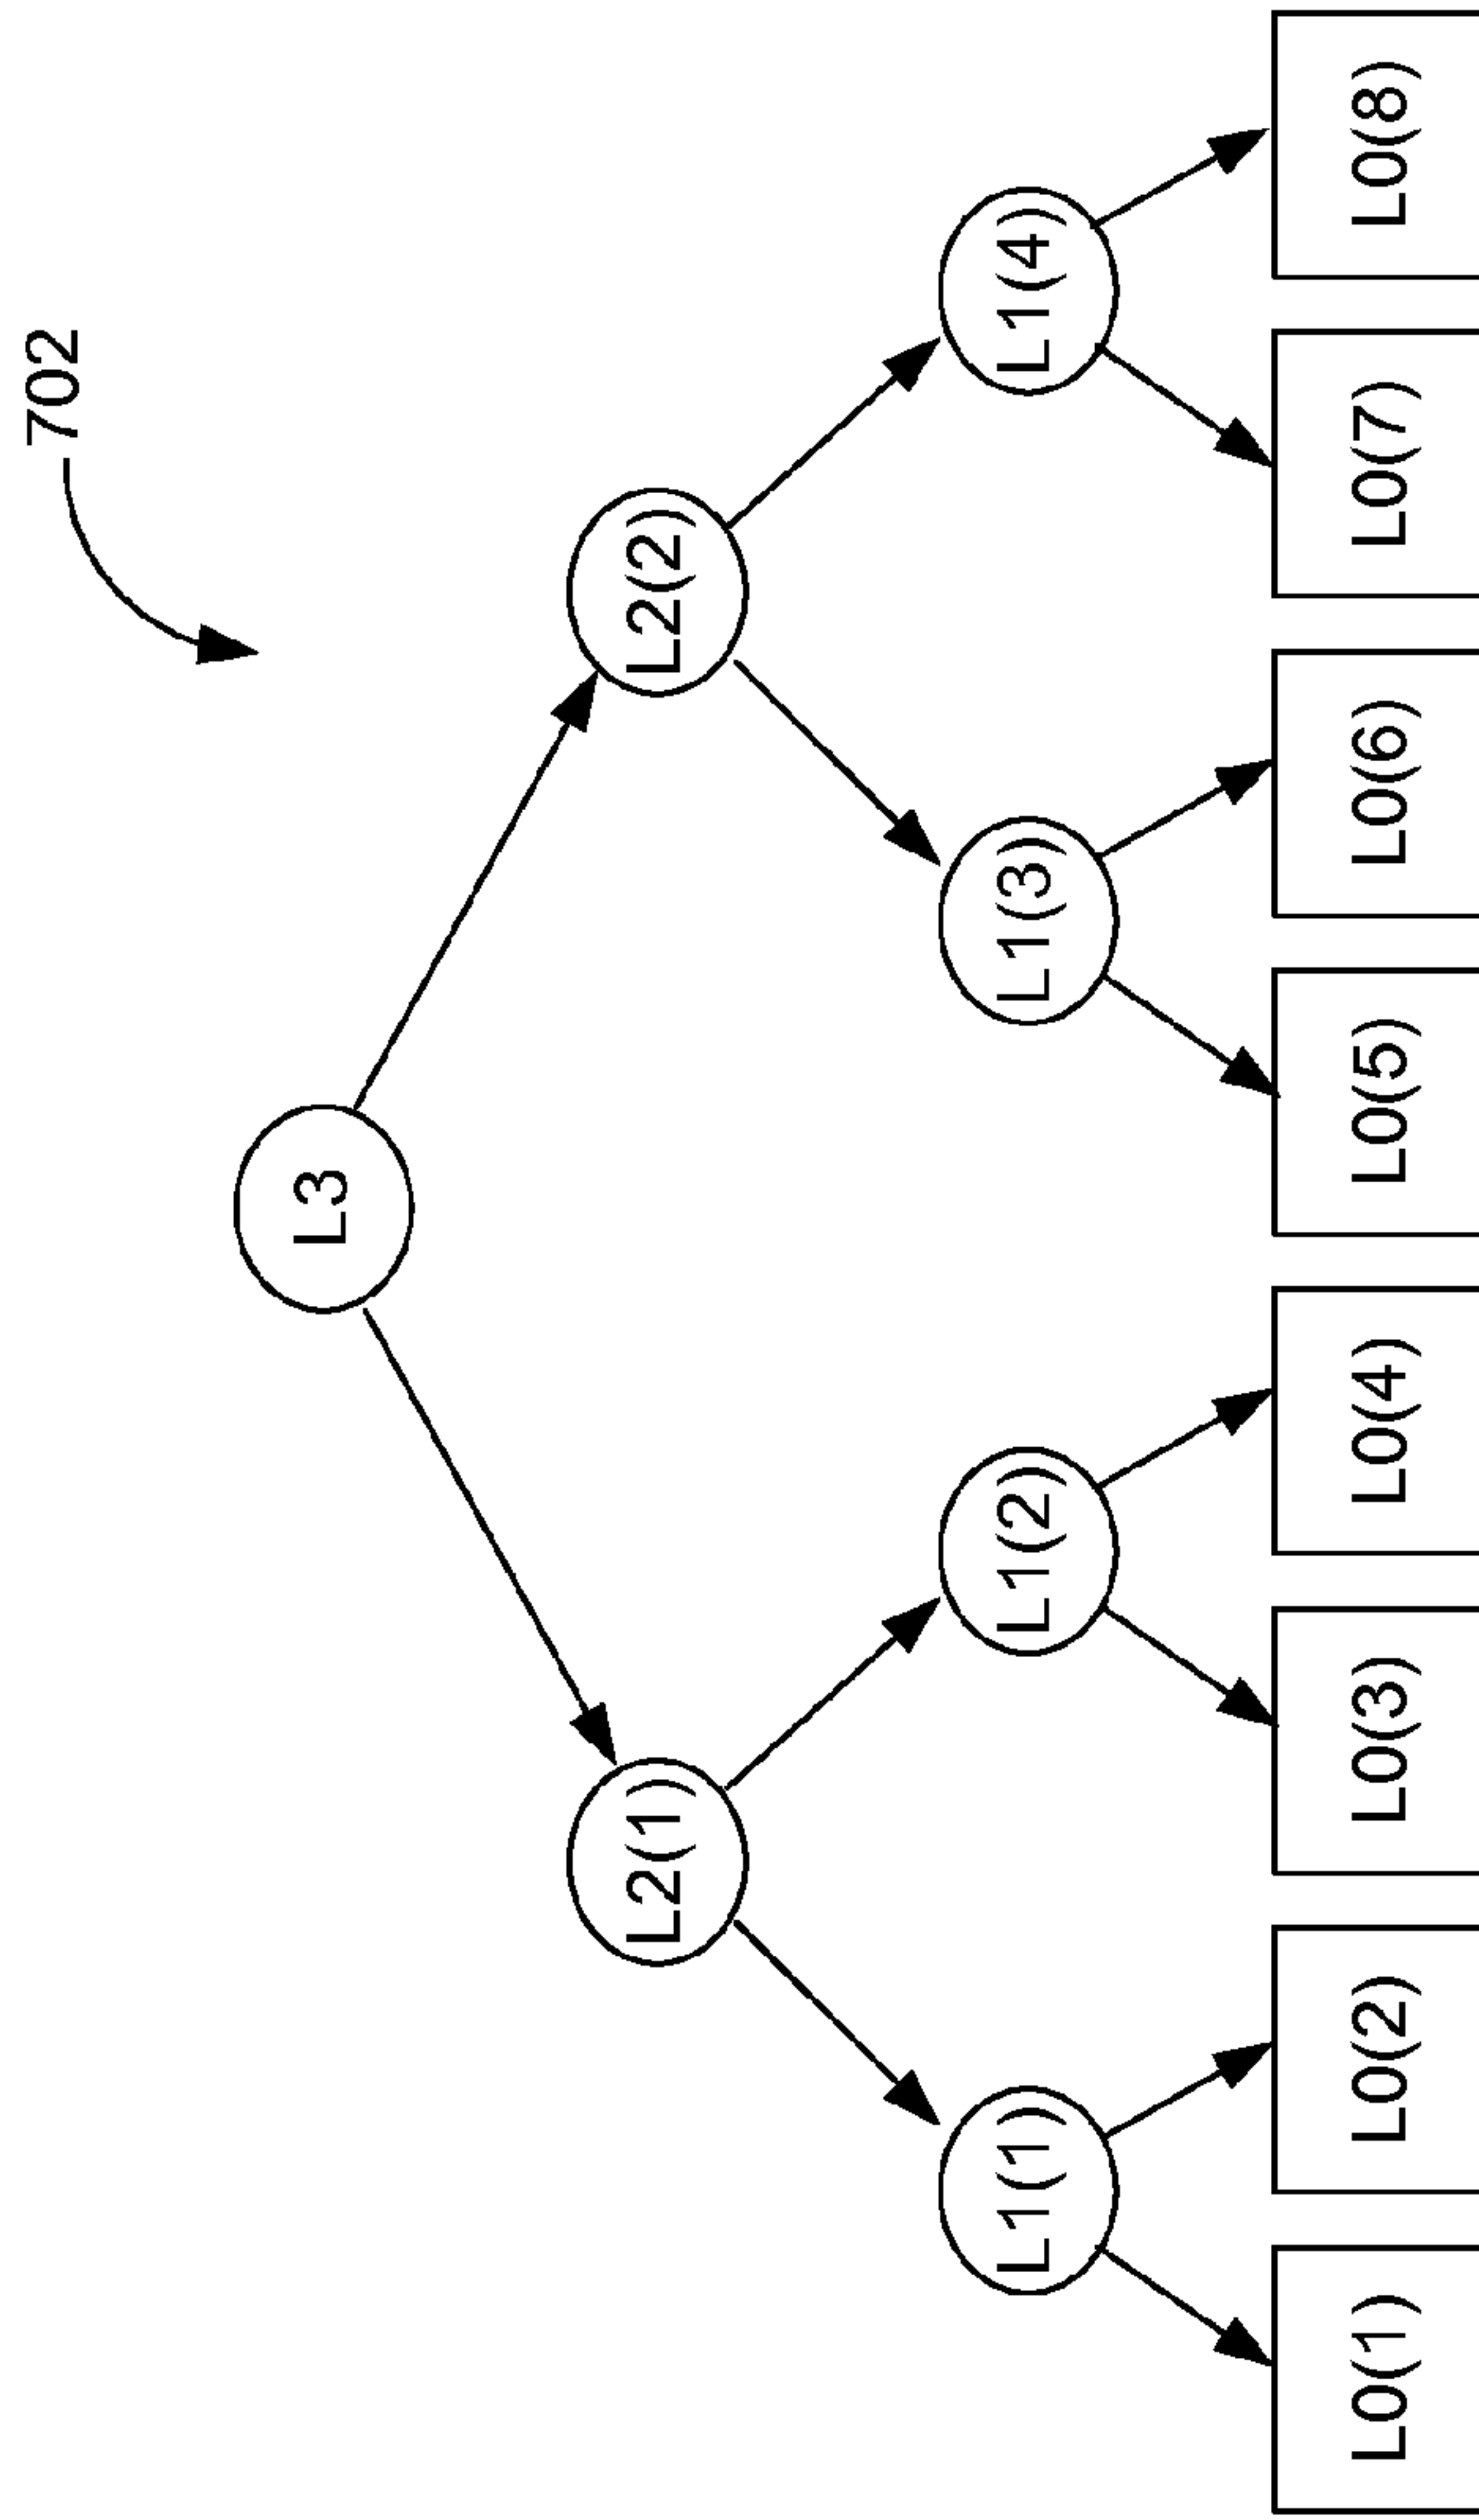 702
L3
L2(1)
L2(2)
L1(1)
L1(2)
L1(3)
L1(4)
L0(1)
L0(2)
L0(3)
L0(4)
L0(5)
L0(6)
L0(7)
L0(8)